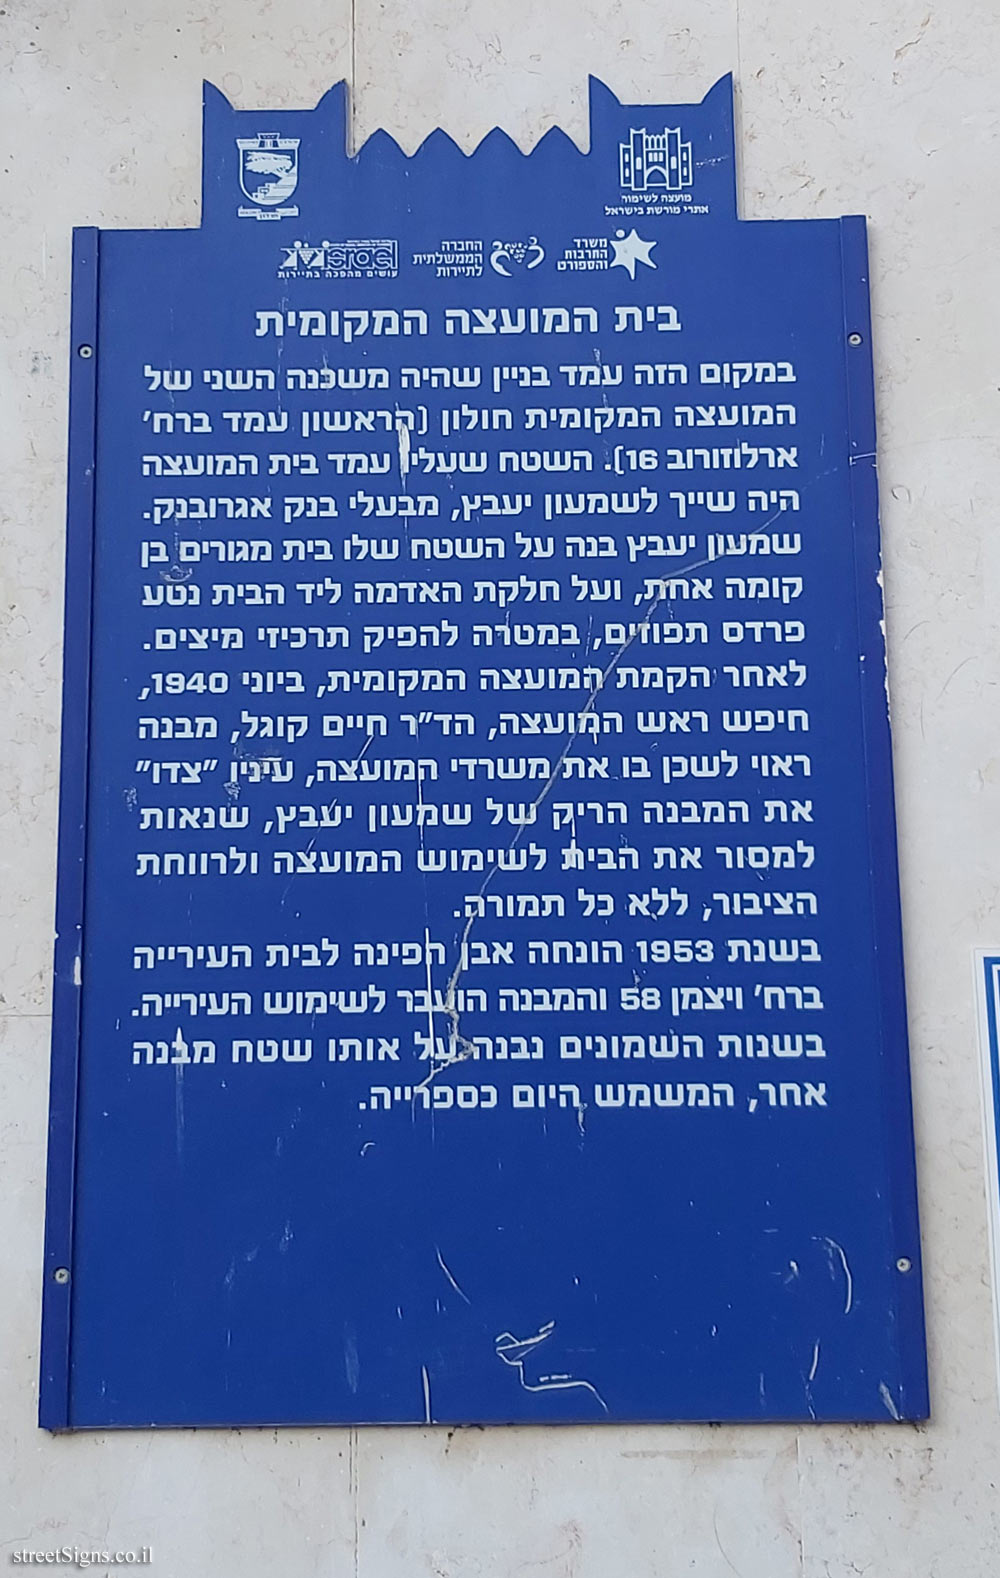 מועצה לשימור
אתרי מורשת בישראל
משרד
התרבות
והספורט
החברה
הממשלתית
לתיירות
israel
עושים מהפכה בתיירות
בית המועצה המקומית
במקום הזה עמד בניין שהיה משכנה השני של
המועצה המקומית חולון (הראשון עמד ברח'
ארלוזורוב 16). השטח שעליו עמד בית המועצה
היה שייך לשמעון יעבץ, מבעלי בנק אגרובנק.
שמעון יעבץ בנה על השטח שלו בית מגורים בן
קומה אחת, ועל חלקת האדמה ליד הבית נטע
פרדס תפוזים, במטרה להפיק תרכיזי מיצים.
לאחר הקמת המועצה המקומית, ביוני 1940,
חיפש ראש המועצה, הד"ר חיים קוגל, מבנה
ראוי לשכן בו את משרדי המועצה, עיניו "צדו"
את המבנה הריק של שמעון יעבץ, שנאות
למסור את הבית לשימוש המועצה ולרווחת
הציבור, ללא כל תמורה.
בשנת 1953 הונחה אבן הפינה לבית העירייה
ברח' ויצמן 58 והמבנה הועבר לשימוש העירייה.
בשנות השמונים נבנה על אותו שטח מבנה
אחר, המשמש היום כספרייה.
streetSigns.co.il